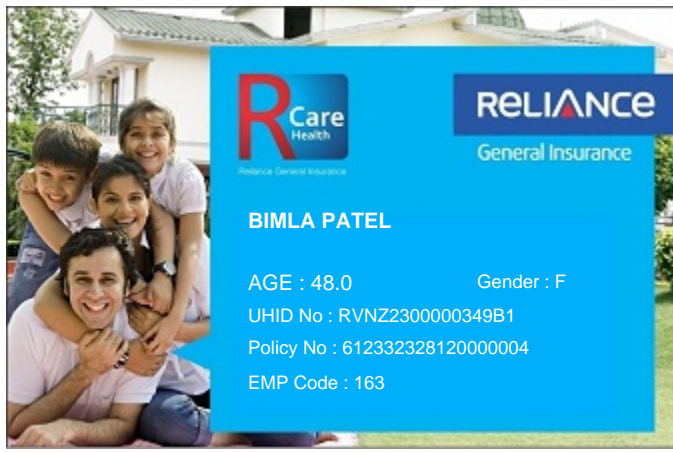 R Care
Health
Reliance General Insurance
RELIANCE
General Insurance
BIMLA PATEL
AGE : 48.0 Gender : F
UHID No : RVNZ2300000349B1
Policy No : 612332328120000004
EMP Code : 163